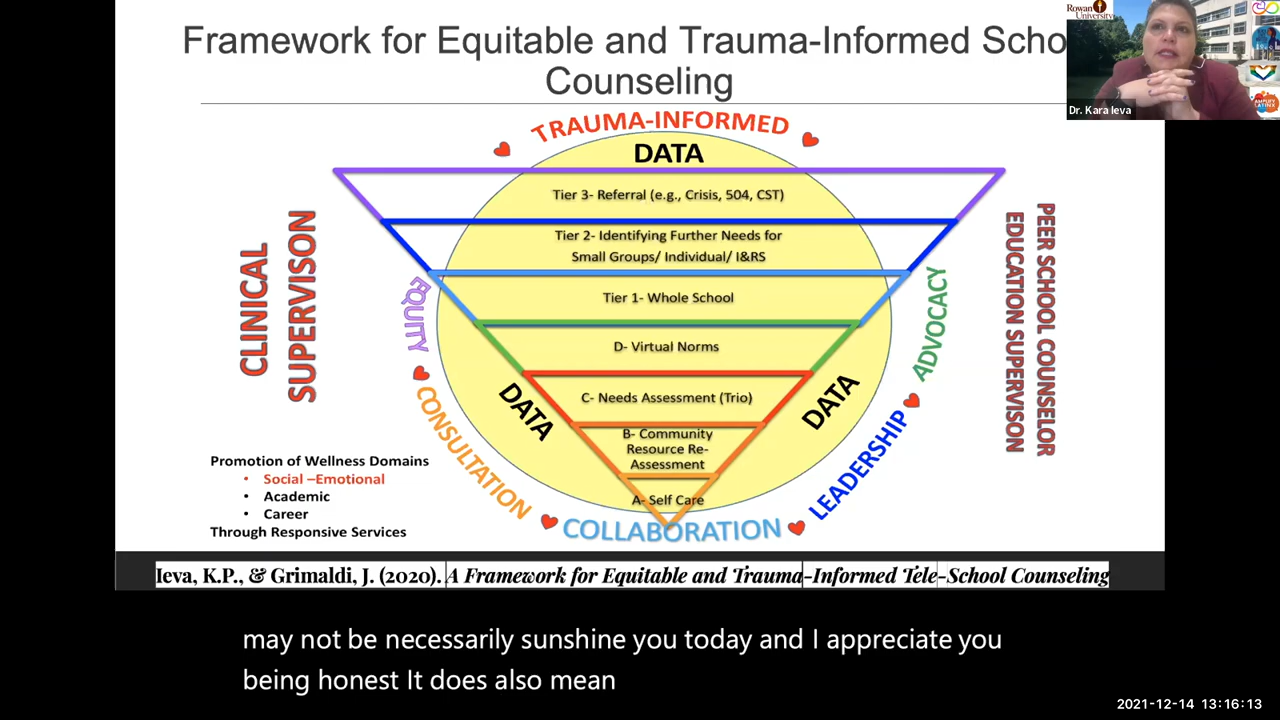 Framework for Equitable and Trauma-Informed Scho
Counseling
Rowan
University
Dr. Kara Ieva
TRAUMA-INFORMED
DATA
Tier 3- Referral (e.g., Crisis, 504, CST)
Tier 2- Identifying Further Needs for
Small Groups/ Individual/ I&RS
Tier 1- Whole School
D- Virtual Norms
C- Needs Assessment (Trio)
B- Community
Resource Re-
Assessment
A- Self Care
CLINICAL
SUPERVISON
EQUITY
CONSULTATION
COLLABORATION
LEADERSHIP
ADVOCACY
DATA
DATA
PEER SCHOOL COUNSELOR
EDUCATION SUPERVISON
Promotion of Wellness Domains
• Social –Emotional
• Academic
• Career
Through Responsive Services
Ieva, K.P., & Grimaldi, J. (2020). A Framework for Equitable and Trauma-Informed Tele-School Counseling
may not be necessarily sunshine you today and I appreciate you
being honest It does also mean
2021-12-14 13:16:13